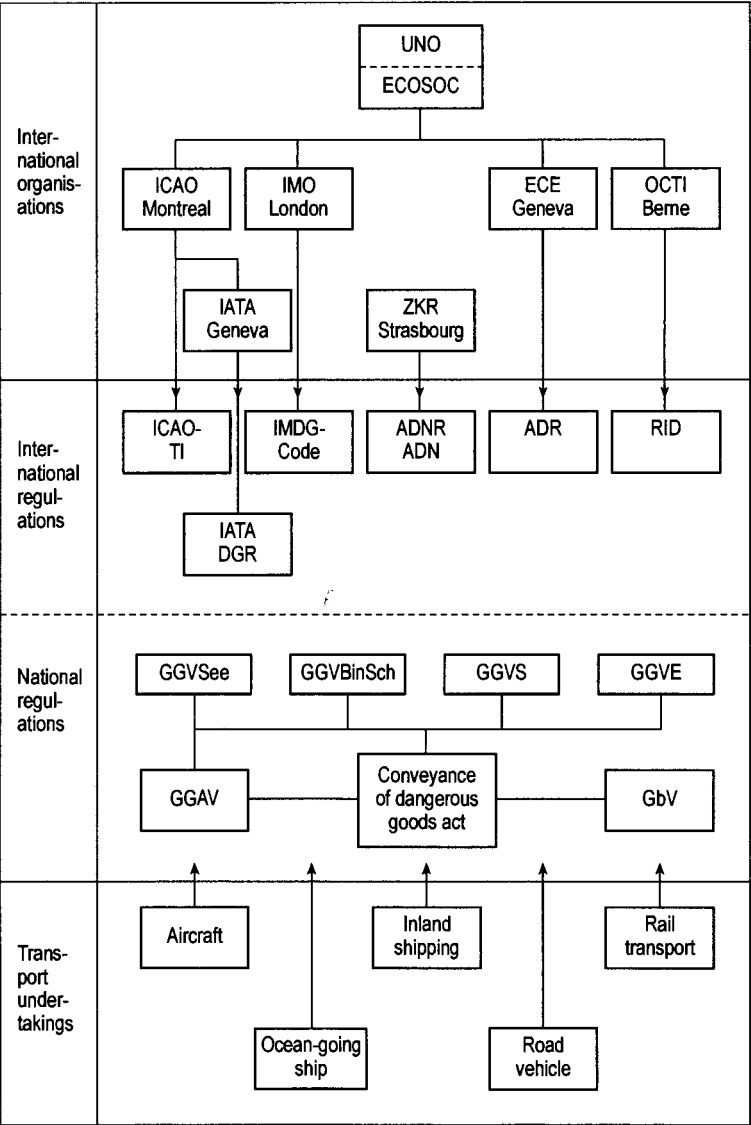 UNO
ECOSOC
Inter-
national
organis-
ations
ICAO
Montreal
IMO
London
ECE
Geneva
OCTI
Berne
IATA
Geneva
ZKR
Strasbourg
Inter-
national
regul-
ations
ICAO-
TI
IMDG-
Code
ADNR
ADN
ADR
RID
IATA
DGR
National
regul-
ations
GGVSee
GGVBinSch
GGVS
GGVE
GGAV
Conveyance
of dangerous
goods act
GbV
Trans-
port
under-
takings
Aircraft
Inland
shipping
Rail
transport
Ocean-going
ship
Road
vehicle